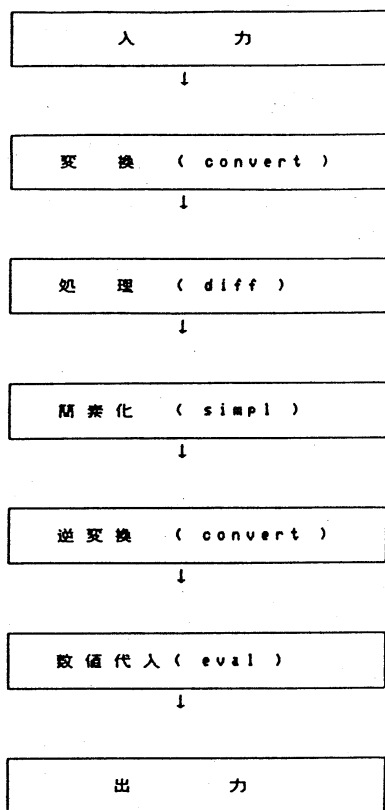 入力
↓
変換 ( convert )
↓
処理 ( diff )
↓
簡素化 ( simpl )
↓
逆変換 ( convert )
↓
数値代入 ( eval )
↓
出力